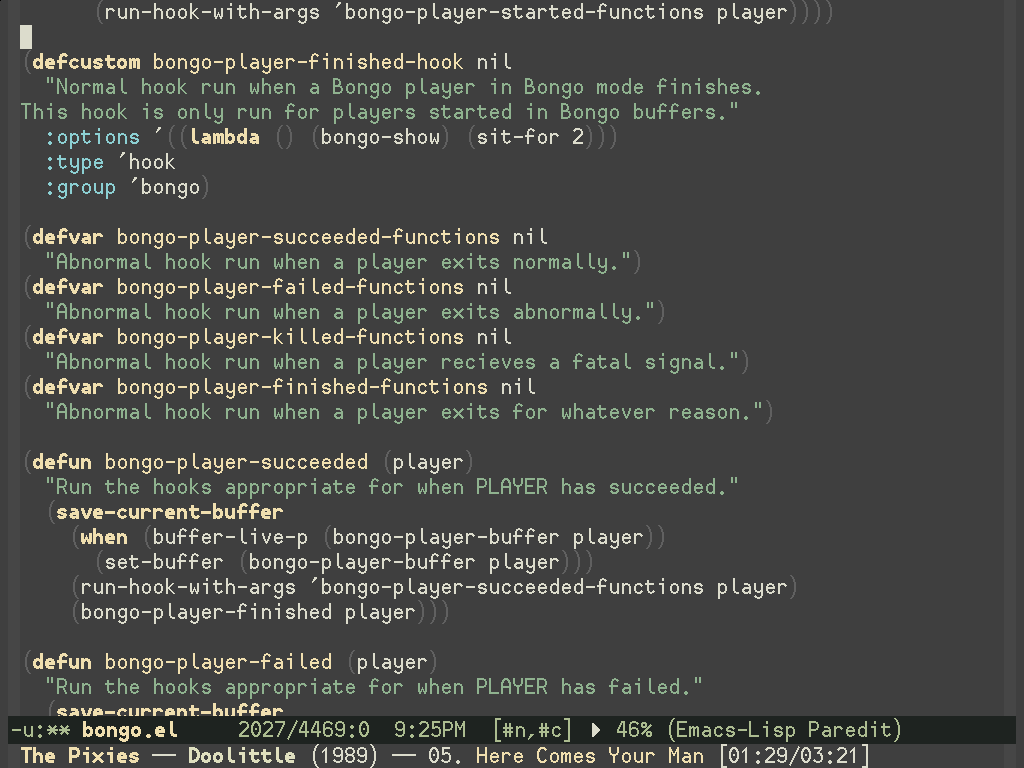 (run-hook-with-args 'bongo-player-started-functions player))))
(defcustom bongo-player-finished-hook nil
"Normal hook run when a Bongo player in Bongo mode finishes.
This hook is only run for players started in Bongo buffers."
:options '((lambda () (bongo-show) (sit-for 2)))
:type 'hook
:group 'bongo)
(defvar bongo-player-succeeded-functions nil
"Abnormal hook run when a player exits normally.")
(defvar bongo-player-failed-functions nil
"Abnormal hook run when a player exits abnormally.")
(defvar bongo-player-killed-functions nil
"Abnormal hook run when a player recieves a fatal signal.")
(defvar bongo-player-finished-functions nil
"Abnormal hook run when a player exits for whatever reason.")
(defun bongo-player-succeeded (player)
"Run the hooks appropriate for when PLAYER has succeeded."
(save-current-buffer
(when (buffer-live-p (bongo-player-buffer player))
(set-buffer (bongo-player-buffer player)))
(run-hook-with-args 'bongo-player-succeeded-functions player)
(bongo-player-finished player)))
(defun bongo-player-failed (player)
"Run the hooks appropriate for when PLAYER has failed."
(save-current-buffer
-u:** bongo.el 2027/4469:0 9:25PM [#n,#c] 46% (Emacs-Lisp Paredit)
The Pixies — Doolittle (1989) — 05. Here Comes Your Man [01:29/03:21]